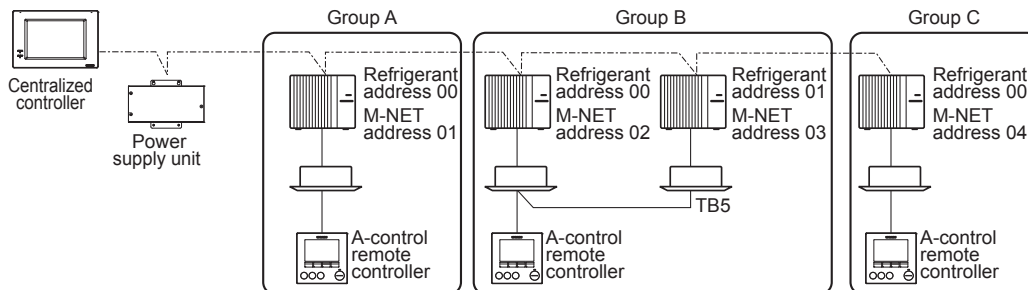 Group A
Group B
Group C
Centralized
controller
Power
supply unit
Refrigerant
address 00
M-NET
address 01
Refrigerant
address 00
M-NET
address 02
Refrigerant
address 01
M-NET
address 03
Refrigerant
address 00
M-NET
address 04
TB5
A-control
remote
controller
A-control
remote
controller
A-control
remote
controller